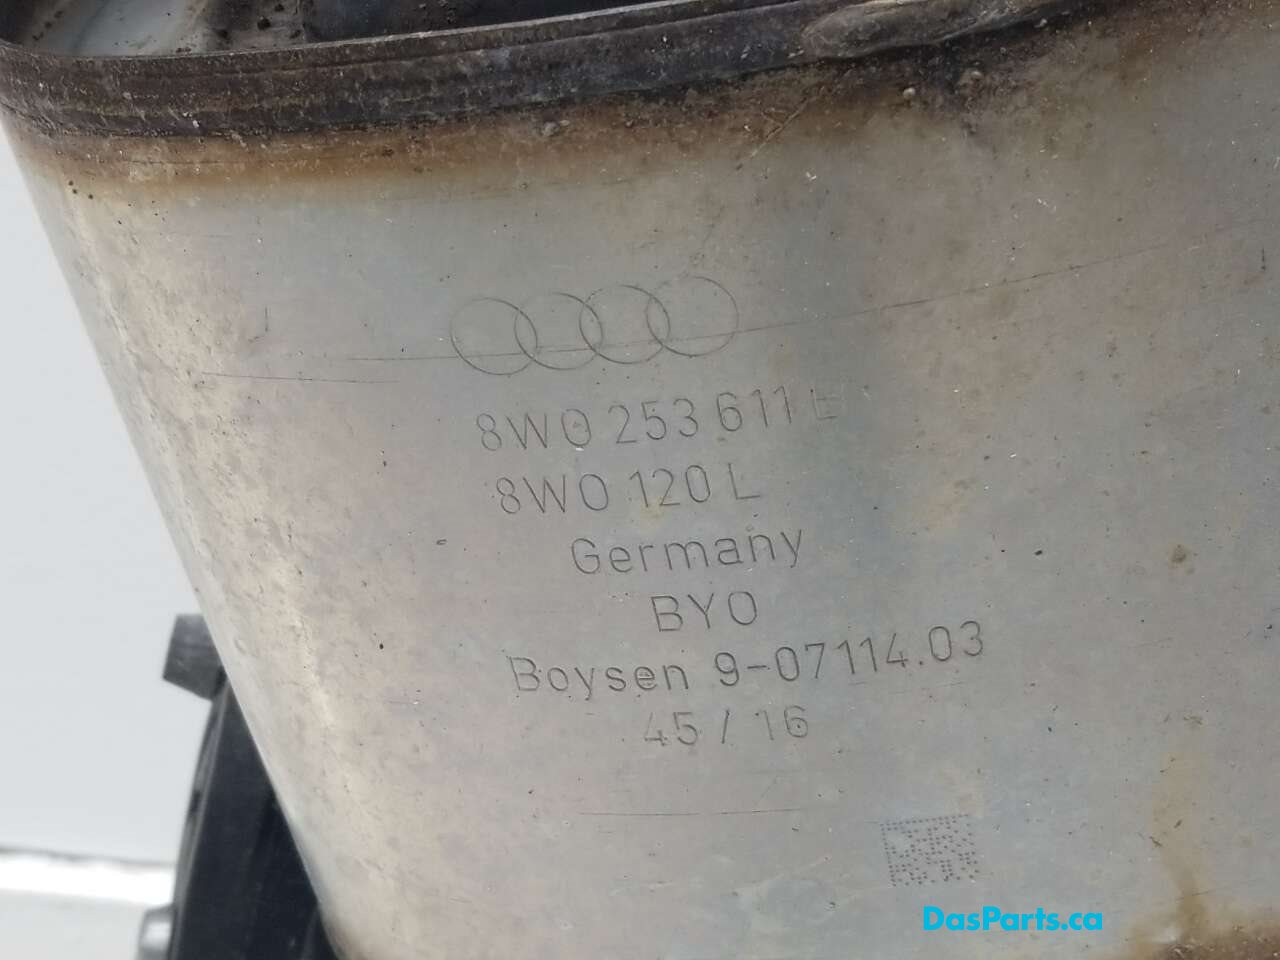 8W0 253 611 E
8W0 120 L
Germany
BYO
Boysen 9-07114.03
45 / 16
DasParts.ca